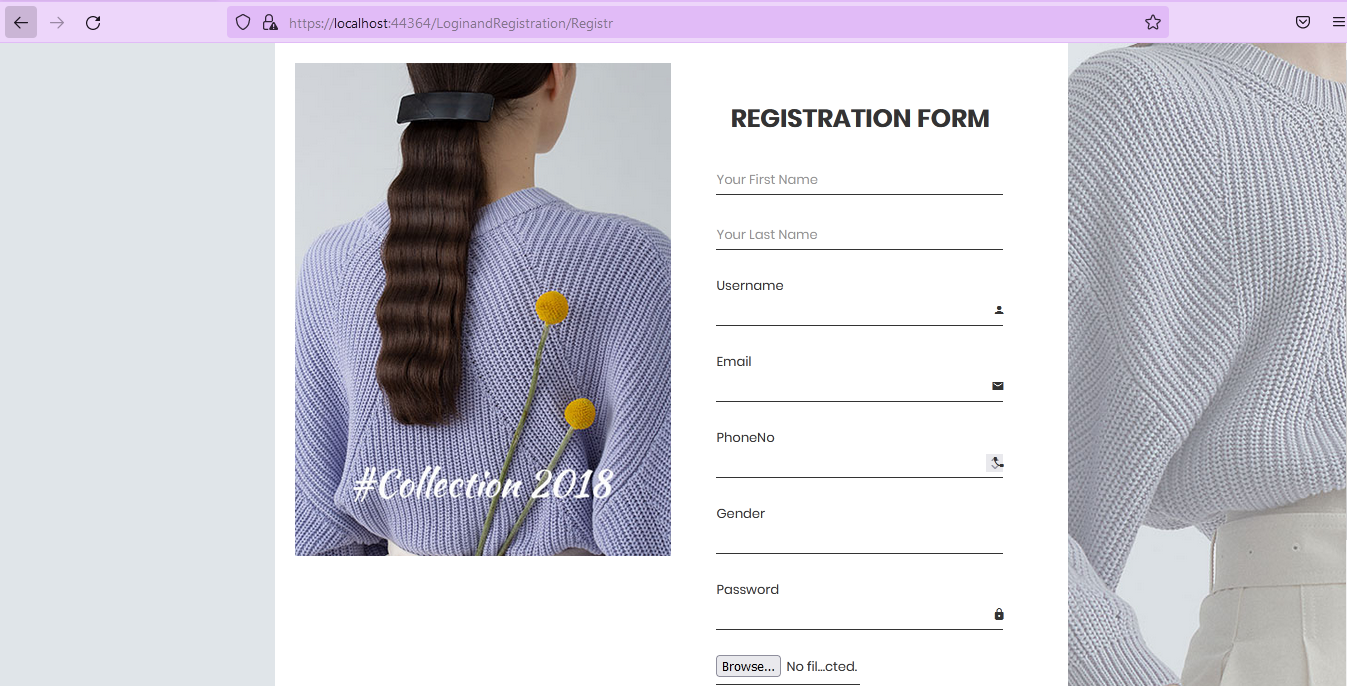 https://localhost:44364/LoginandRegistration/Registr
#Collection 2018
REGISTRATION FORM
Your First Name
Your Last Name
Username
Email
PhoneNo
Gender
Password
Browse... No fil...cted.